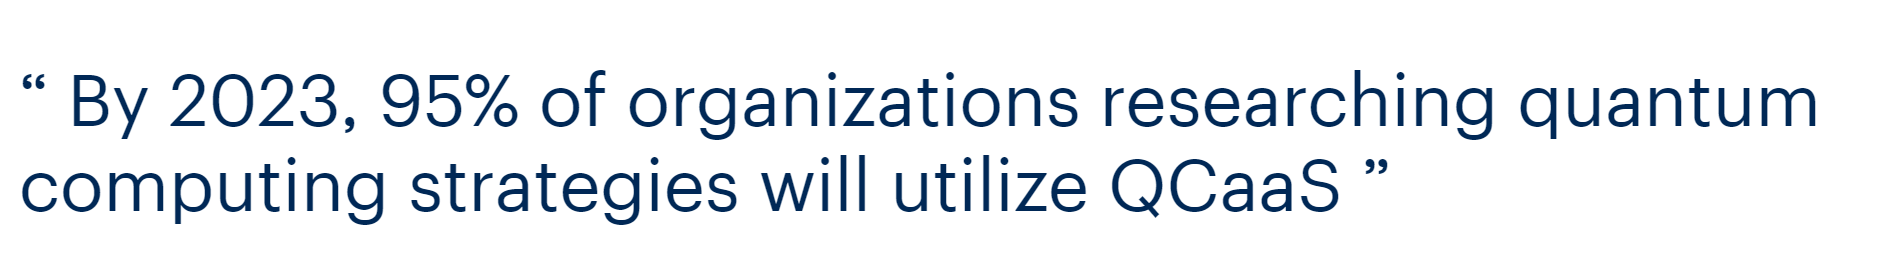 “ By 2023, 95% of organizations researching quantum
computing strategies will utilize QCaaS ”